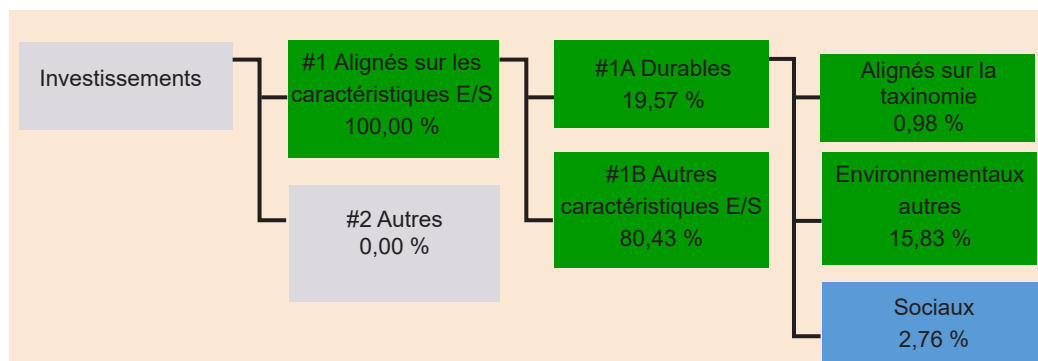 Investissements
#1 Alignés sur les
caractéristiques E/S
100,00 %
#2 Autres
0,00 %
#1A Durables
19,57 %
#1B Autres
caractéristiques E/S
80,43 %
Alignés sur la
taxinomie
0,98 %
Environnementaux
autres
15,83 %
Sociaux
2,76 %